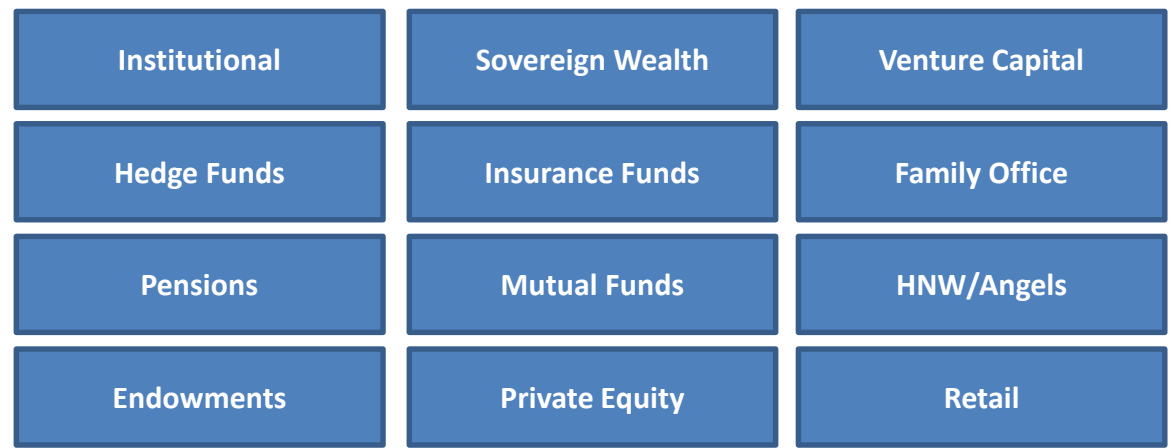 Institutional
Sovereign Wealth
Venture Capital
Hedge Funds
Insurance Funds
Family Office
Pensions
Mutual Funds
HNW/Angels
Endowments
Private Equity
Retail